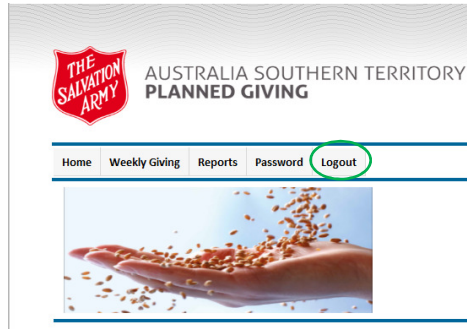 THE
SALVATION
ARMY
AUSTRALIA SOUTHERN TERRITORY
PLANNED GIVING
Home Weekly Giving Reports Password Logout